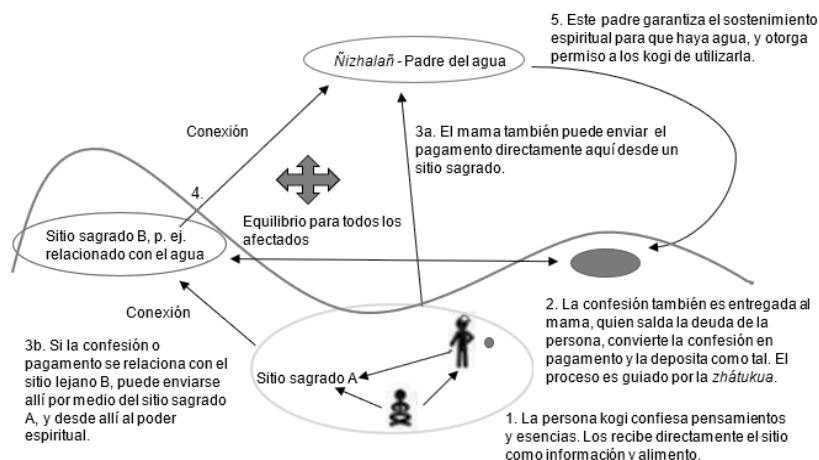 5. Este padre garantiza el sostenimiento
espiritual para que haya agua, y otorga
permiso a los kogi de utilizarla.
Ñizhalañ - Padre del agua
Conexión
3a. El mama también puede enviar el
pagamento directamente aquí desde un
sitio sagrado.
4.
Equilibrio para todos los
afectados
Sitio sagrado B, p. ej.
relacionado con el agua
Conexión
3b. Si la confesión o
pagamento se relaciona con el
sitio lejano B, puede enviarse
allí por medio del sitio sagrado
A, y desde allí al poder
espiritual.
Sitio sagrado A
2. La confesión también es entregada al
mama, quien salda la deuda de la
persona, convierte la confesión en
pagamento y la deposita como tal. El
proceso es guiado por la zhátukua.
1. La persona kogi confiesa pensamientos
y esencias. Los recibe directamente el sitio
como información y alimento.